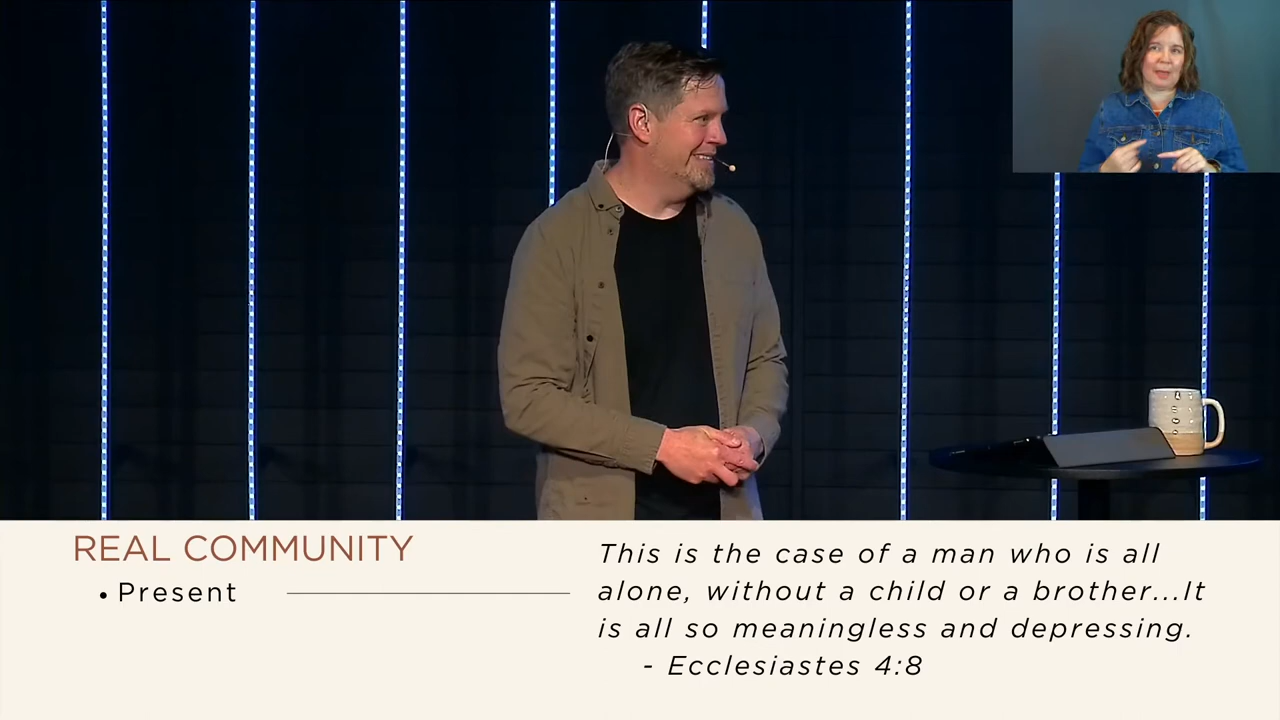 REAL COMMUNITY
• Present
This is the case of a man who is all
alone, without a child or a brother...It
is all so meaningless and depressing.
- Ecclesiastes 4:8